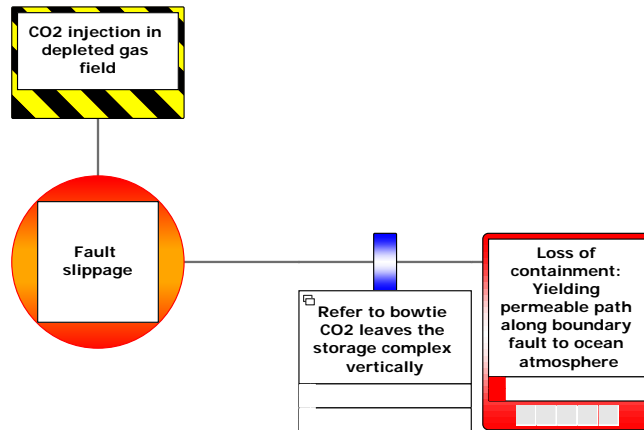 CO2 injection in
depleted gas
field
Fault
slippage
Refer to bowtie
CO2 leaves the
storage complex
vertically
Loss of
containment:
Yielding
permeable path
along boundary
fault to ocean
atmosphere